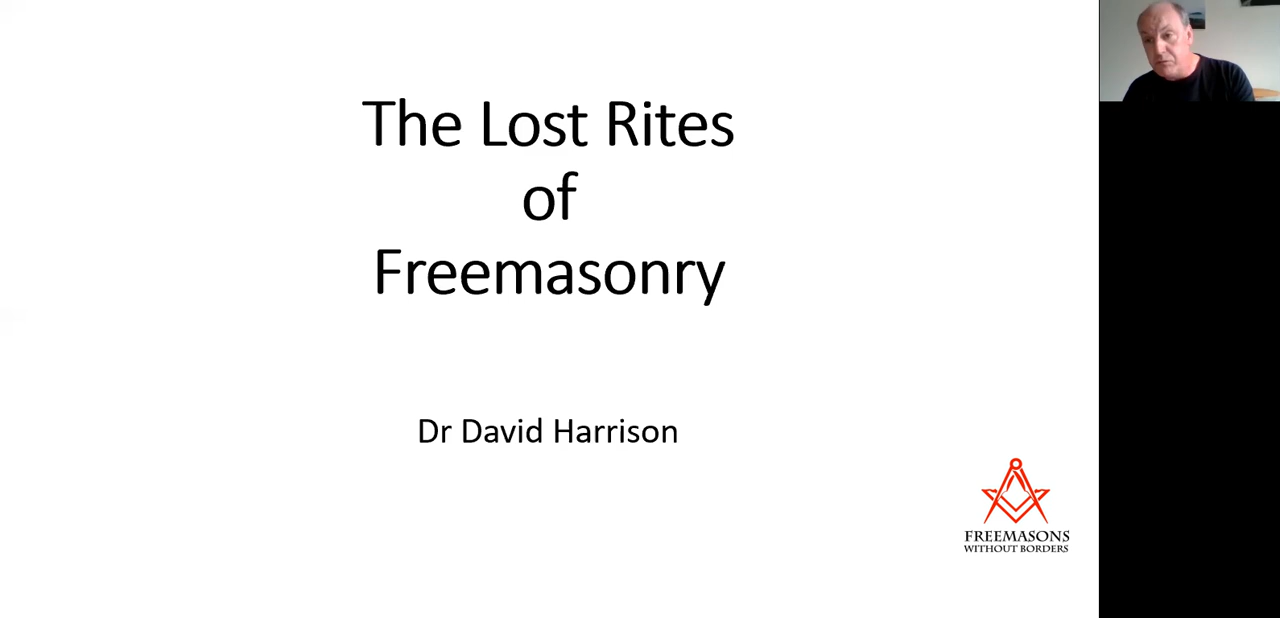 The Lost Rites
of
Freemasonry
Dr David Harrison
FREEMASONS
WITHOUT BORDERS